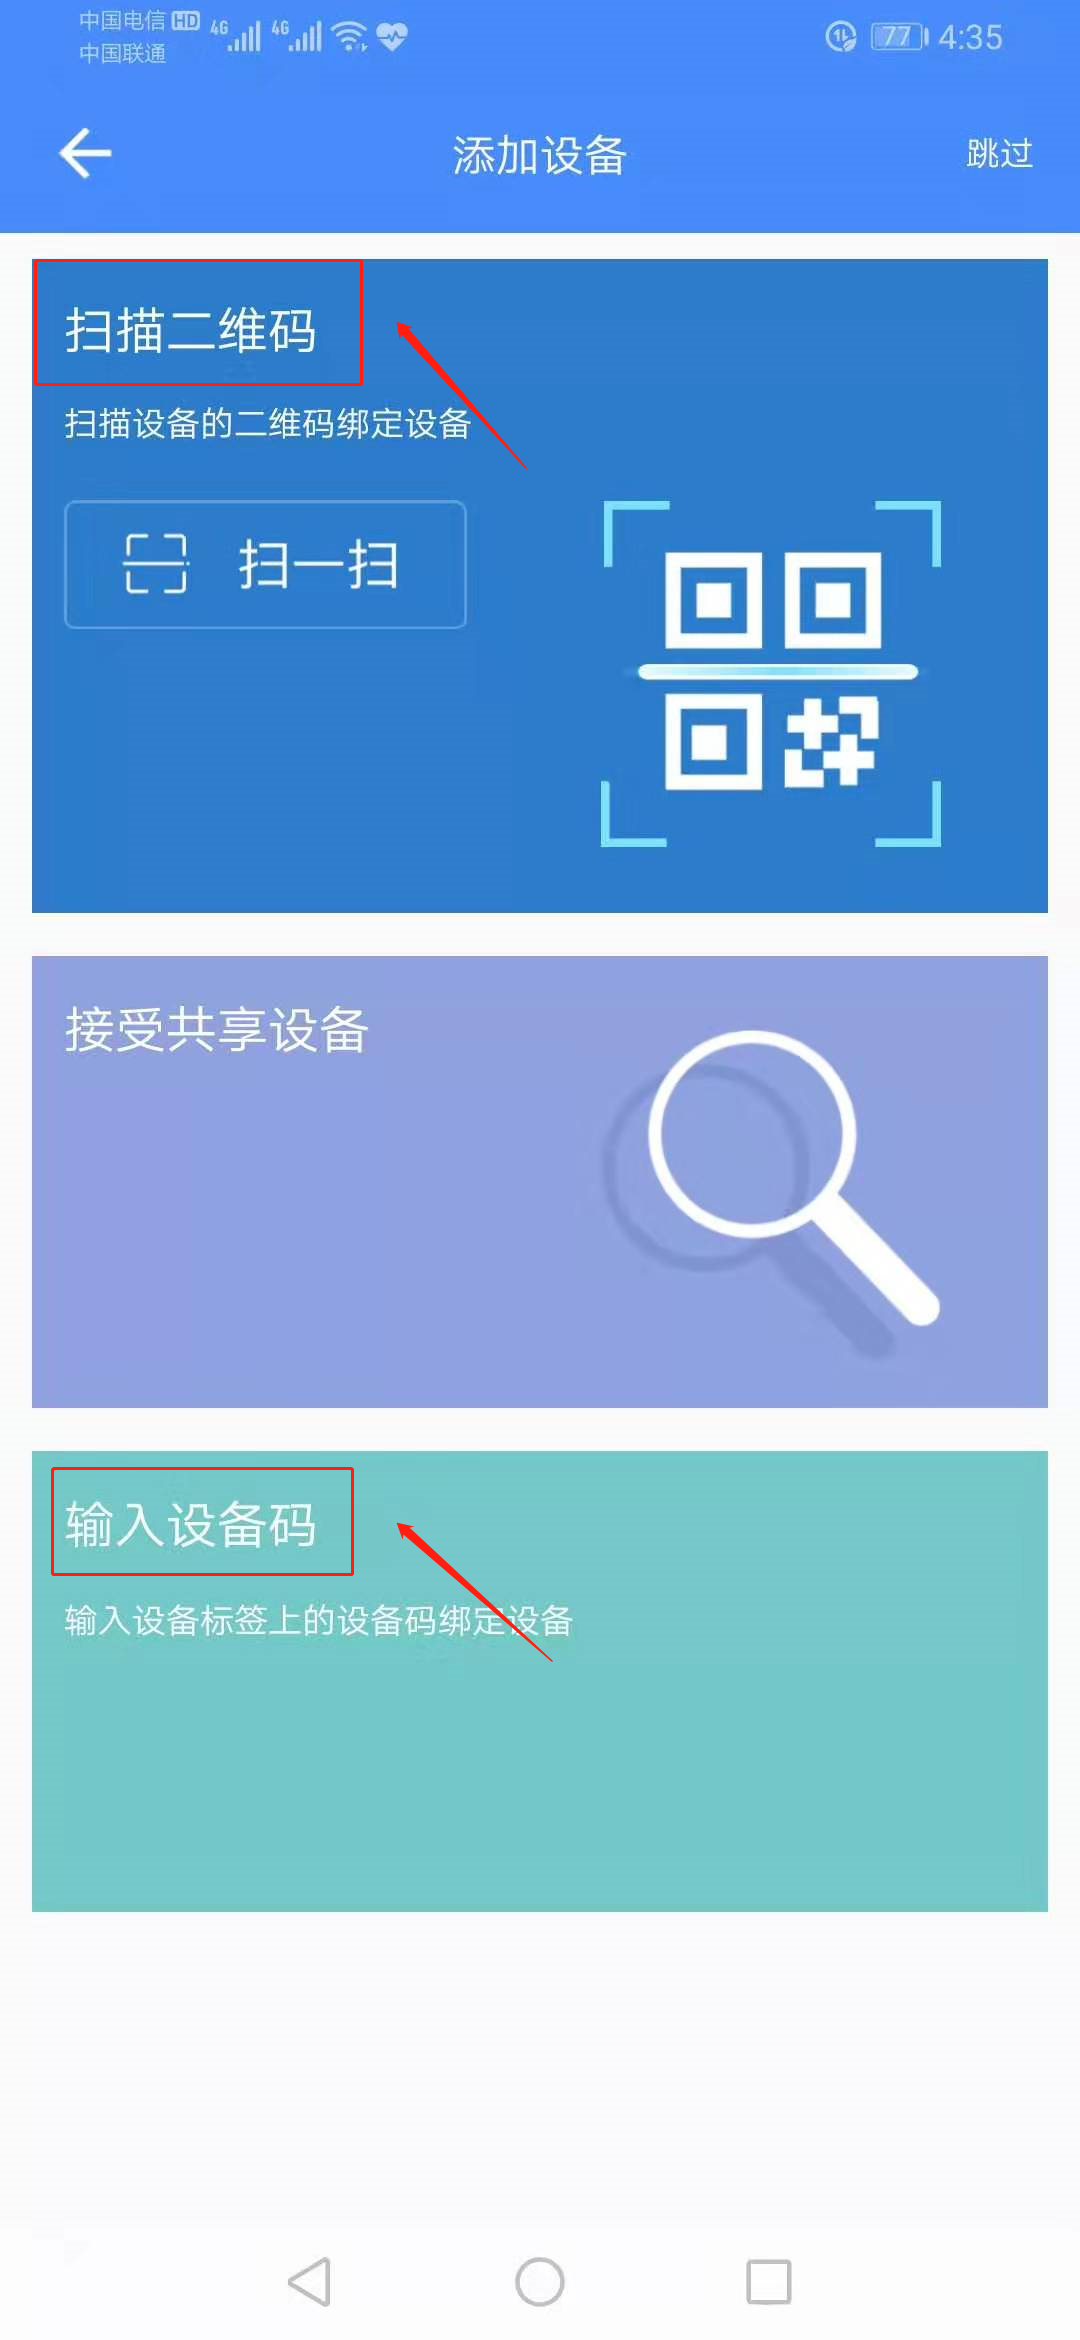 中国电信 HD 4G 4G 77 4:35
中国联通
添加设备 跳过
扫描二维码
扫描设备的二维码绑定设备
扫一扫
接受共享设备
输入设备码
输入设备标签上的设备码绑定设备